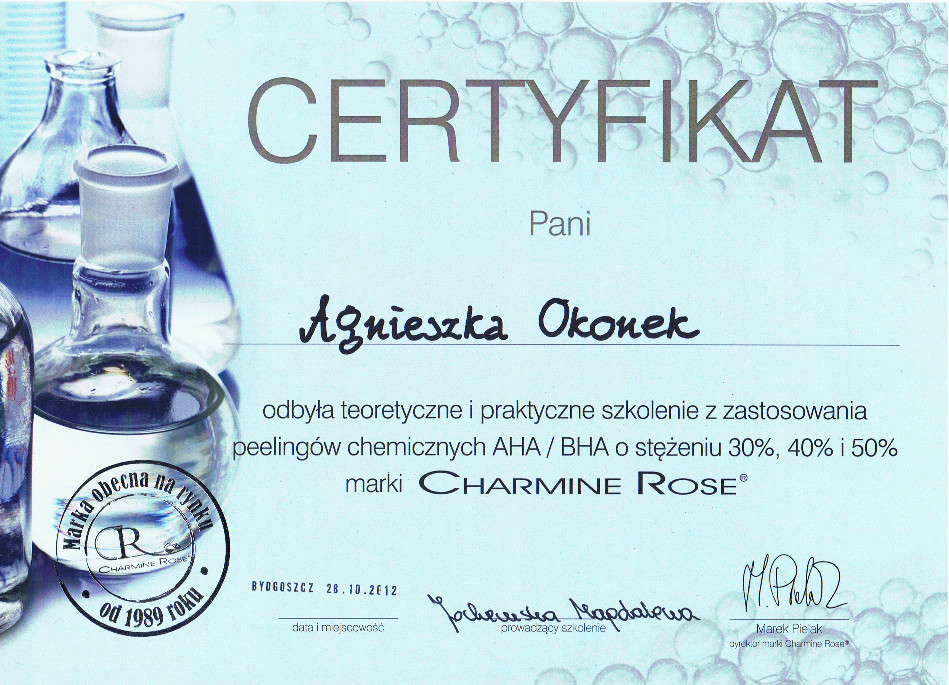 CERTYFIKAT
Pani
Agnieszka Okonek
odbyła teoretyczne i praktyczne szkolenie z zastosowania
peelingów chemicznych AHA / BHA o stężeniu 30%, 40% i 50%
marki CHARMINE ROSE®
Marka obecna na rynku
CR
CHARMINE ROSE®
od 1989 roku
BYDGOSZCZ 28.10.2012
data i miejscowość
Magdalena
prowadzący szkolenie
Marek Pielak
dyrektor marki Charmine Rose®